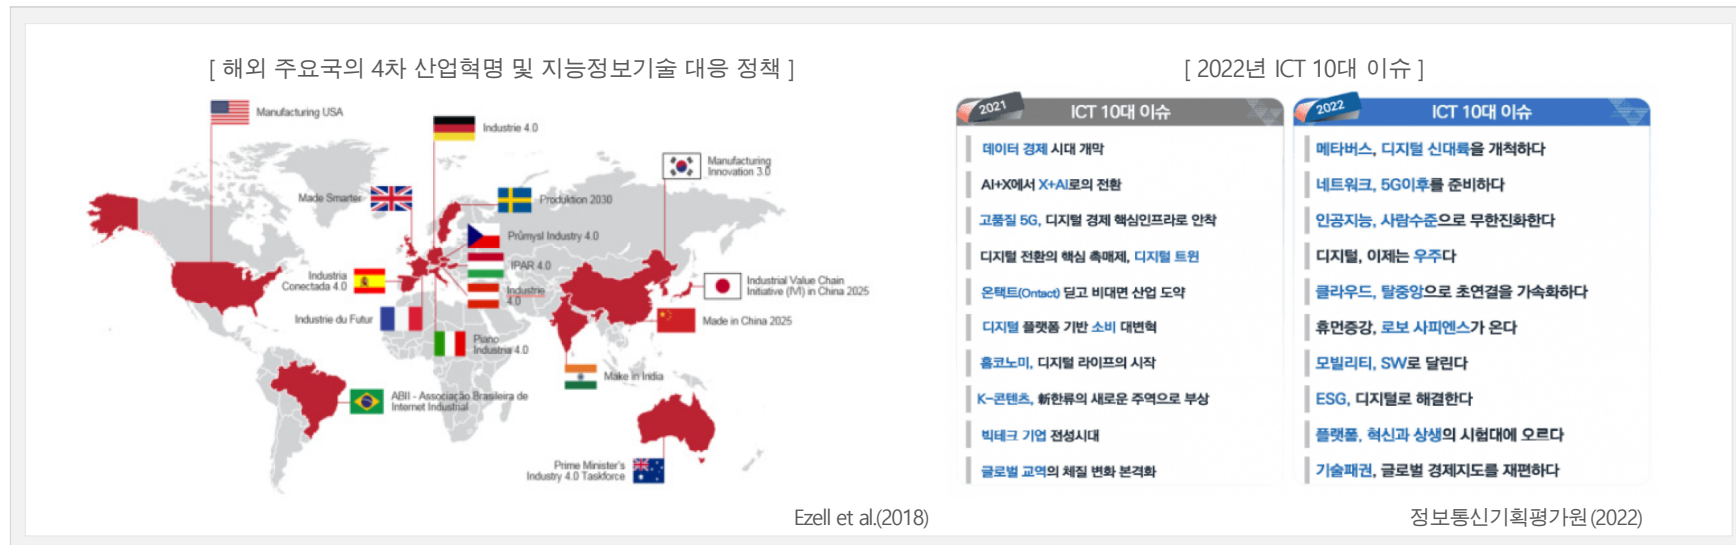 [ 해외 주요국의 4차 산업혁명 및 지능정보기술 대응 정책 ]
Manufacturing USA
Industrie 4.0
Manufacturing
Innovation 3.0
Made Smarter
Produktion 2030
Průmysl Industry 4.0
IPAR 4.0
Industria
Conectada 4.0
Industrie
4.0
Industrial Value Chain
Initiative (IVI) in China 2025
Industrie du Futur
Made in China 2025
Piano
Industria 4.0
Make in India
ABII - Associação Brasileira de
Internet Industrial
Prime Minister's
Industry 4.0 Taskforce
Ezell et al.(2018)
[ 2022년 ICT 10대 이슈 ]
2021 ICT 10대 이슈
데이터 경제 시대 개막
AI+X에서 X+AI로의 전환
고품질 5G, 디지털 경제 핵심인프라로 안착
디지털 전환의 핵심 촉매제, 디지털 트윈
온택트(Ontact) 딛고 비대면 산업 도약
디지털 플랫폼 기반 소비 대변혁
홈코노미, 디지털 라이프의 시작
K-콘텐츠, 新한류의 새로운 주역으로 부상
빅테크 기업 전성시대
글로벌 교역의 체질 변화 본격화
2022 ICT 10대 이슈
메타버스, 디지털 신대륙을 개척하다
네트워크, 5G이후를 준비하다
인공지능, 사람수준으로 무한진화한다
디지털, 이제는 우주다
클라우드, 탈중앙으로 초연결을 가속화하다
휴먼증강, 로보 사피엔스가 온다
모빌리티, SW로 달린다
ESG, 디지털로 해결한다
플랫폼, 혁신과 상생의 시험대에 오르다
기술패권, 글로벌 경제지도를 재편하다
정보통신기획평가원(2022)